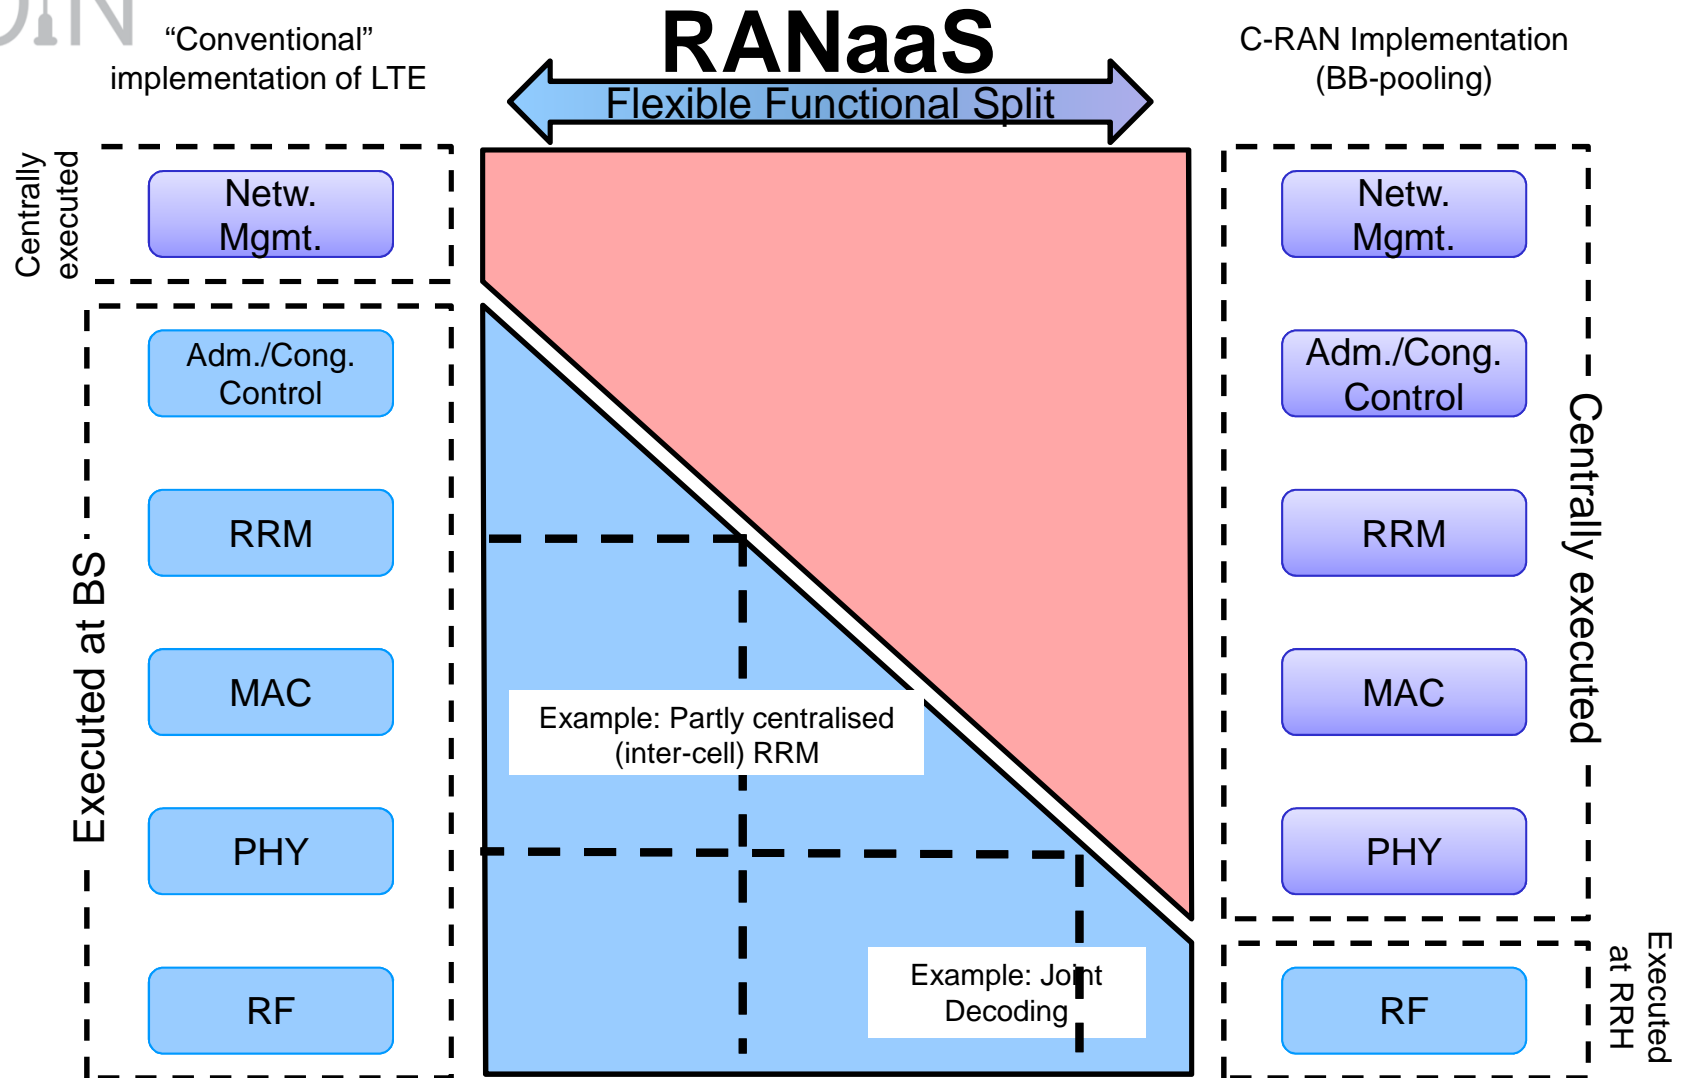 “Conventional”
implementation of LTE
RANaaS
Flexible Functional Split
C-RAN Implementation
(BB-pooling)
Centrally
executed
Netw.
Mgmt.
Executed at BS
Adm./Cong.
Control
RRM
MAC
PHY
RF
Example: Partly centralised
(inter-cell) RRM
Example: Joint
Decoding
Netw.
Mgmt.
Adm./Cong.
Control
RRM
MAC
PHY
Centrally executed
RF
Executed
at RRH